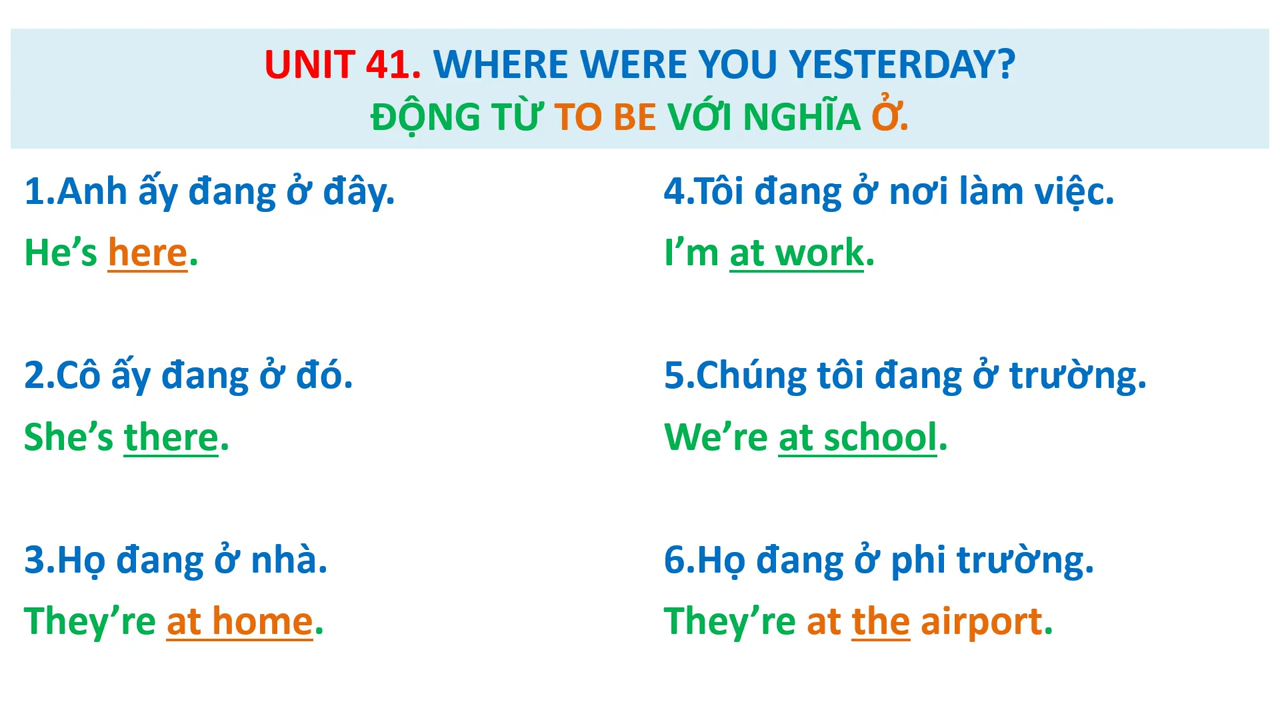 UNIT 41. WHERE WERE YOU YESTERDAY?
ĐỘNG TỪ TO BE VỚI NGHĨA Ở.
1.Anh ấy đang ở đây.
He’s here.
2.Cô ấy đang ở đó.
She’s there.
3.Họ đang ở nhà.
They’re at home.
4.Tôi đang ở nơi làm việc.
I’m at work.
5.Chúng tôi đang ở trường.
We’re at school.
6.Họ đang ở phi trường.
They’re at the airport.